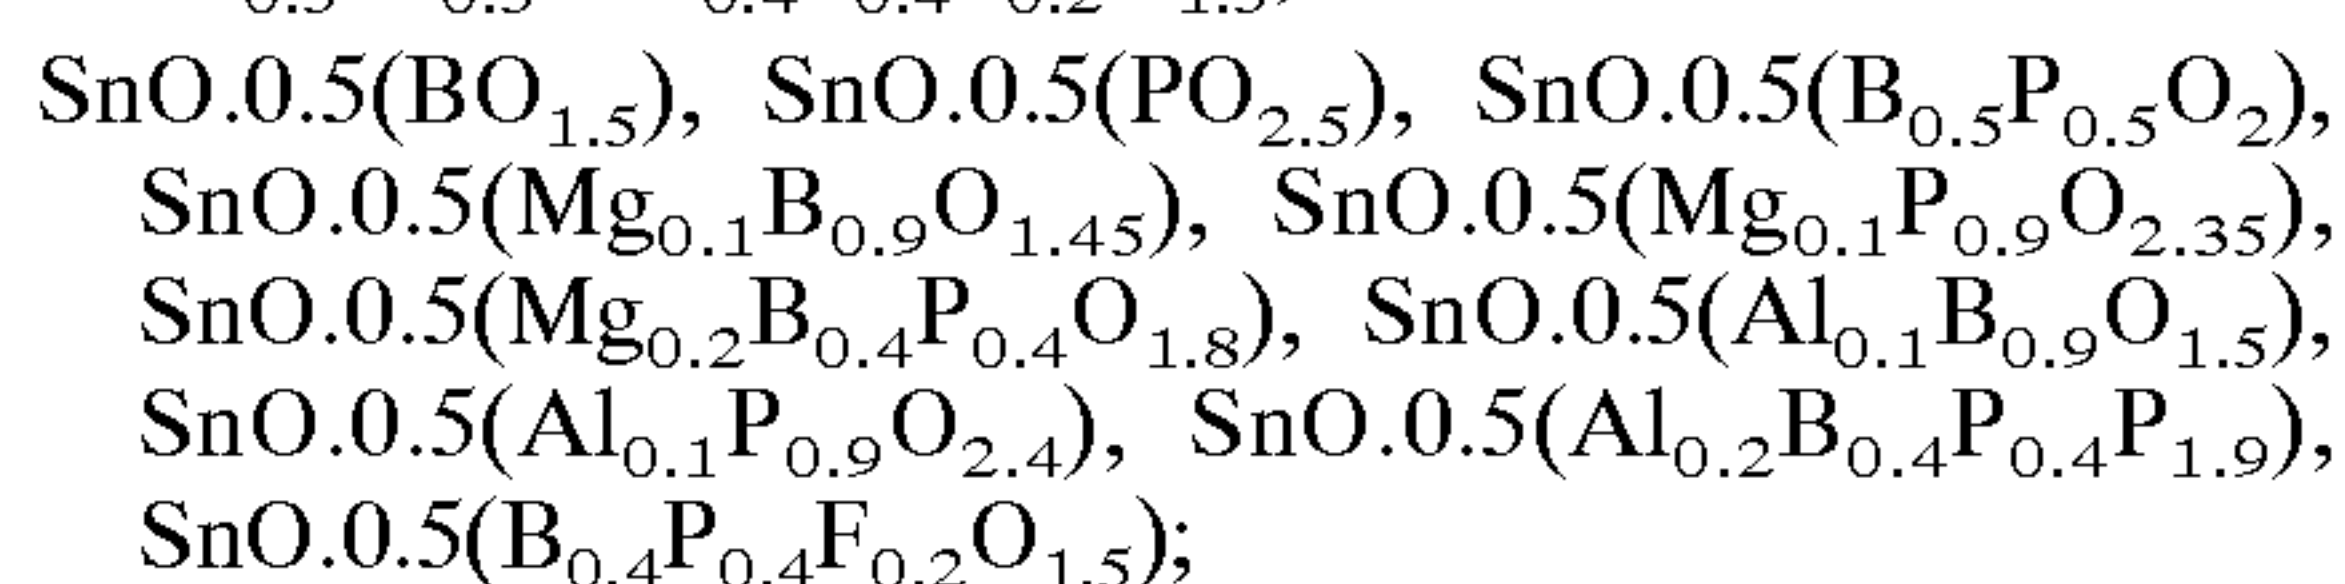 SnO.0.5(BO₁.₅), SnO.0.5(PO₂.₅), SnO.0.5(B₀.₅P₀.₅O₂),
SnO.0.5(Mg₀.₁B₀.₉O₁.₄₅), SnO.0.5(Mg₀.₁P₀.₉O₂.₃₅),
SnO.0.5(Mg₀.₂B₀.₄P₀.₄O₁.₈), SnO.0.5(Al₀.₁B₀.₉O₁.₅),
SnO.0.5(Al₀.₁P₀.₉O₂.₄), SnO.0.5(Al₀.₂B₀.₄P₀.₄P₁.₉),
SnO.0.5(B₀.₄P₀.₄F₀.₂O₁.₅);